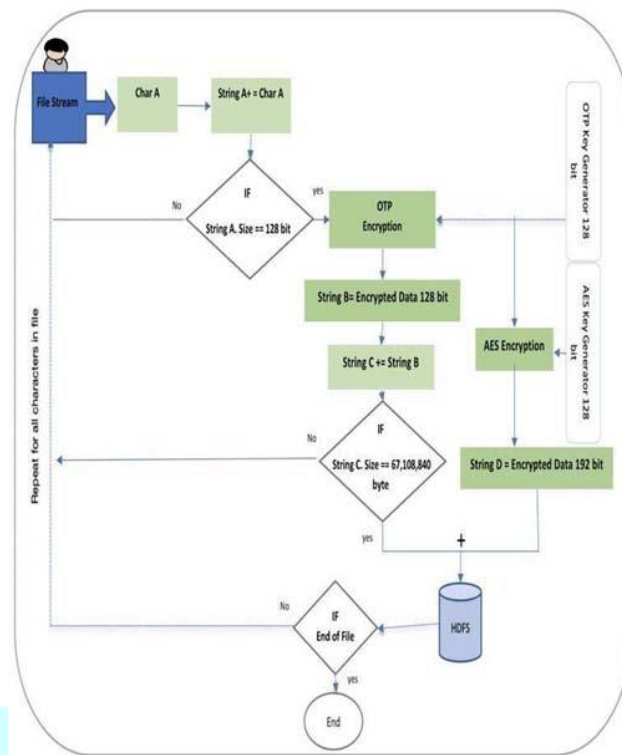 File Stream
Char A
String A+ = Char A
OTP Key Generator 128
bit
IF
String A. Size == 128 bit
No
yes
OTP
Encryption
String B= Encrypted Data 128 bit
AES Key Generator 128
bit
AES Encryption
String C += String B
Repeat for all characters in file
IF
String C. Size == 67,108,840
byte
No
String D = Encrypted Data 192 bit
yes
+
HDFS
IF
End of File
No
yes
End